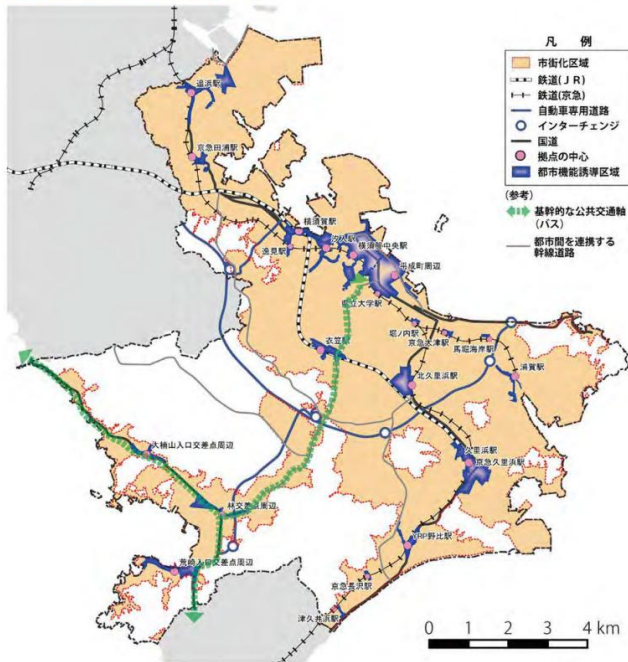 凡 例
市街化区域
鉄道(JR)
鉄道(京急)
自動車専用道路
インターチェンジ
国道
拠点の中心
都市機能誘導区域
(参考)
基幹的な公共交通軸
(バス)
都市間を連携する
幹線道路
追浜駅
京急田浦駅
横須賀駅
汐入駅
逸見駅
横須賀中央駅
平成町周辺
県立大学駅
堀ノ内駅
京急大津駅
馬堀海岸駅
衣笠駅
浦賀駅
北久里浜駅
大楠山入口交差点周辺
久里浜駅
京急久里浜駅
林交差点周辺
YRP野比駅
荒崎入口交差点周辺
京急長沢駅
津久井浜駅
0 1 2 3 4 km